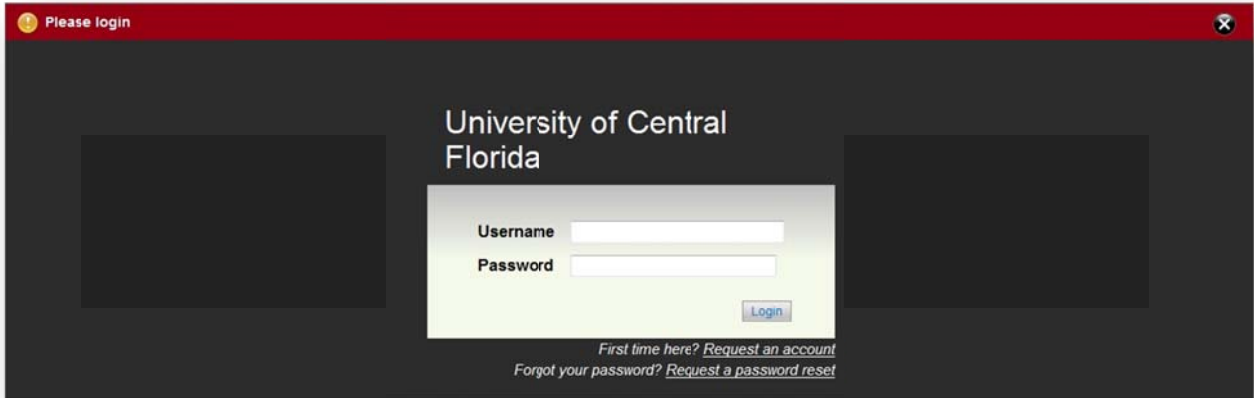 Please login
University of Central
Florida
Username
Password
Login
First time here? Request an account
Forgot your password? Request a password reset